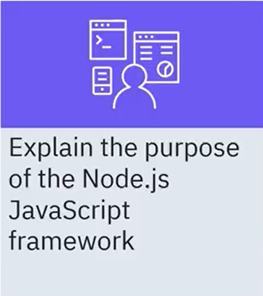 Explain the purpose
of the Node.js
JavaScript
framework